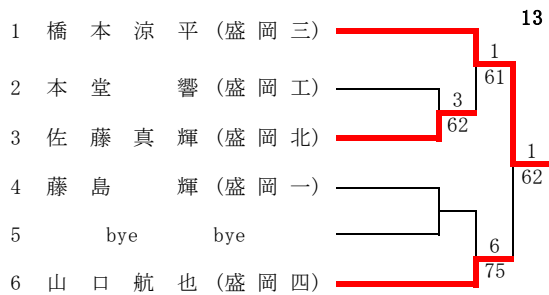 13
1 橋 本 涼 平 (盛 岡 三)
1
61
2 本 堂 響 (盛 岡 工)
3
62
3 佐 藤 真 輝 (盛 岡 北)
1
62
4 藤 島 輝 (盛 岡 一)
5 bye bye
6
75
6 山 口 航 也 (盛 岡 四)